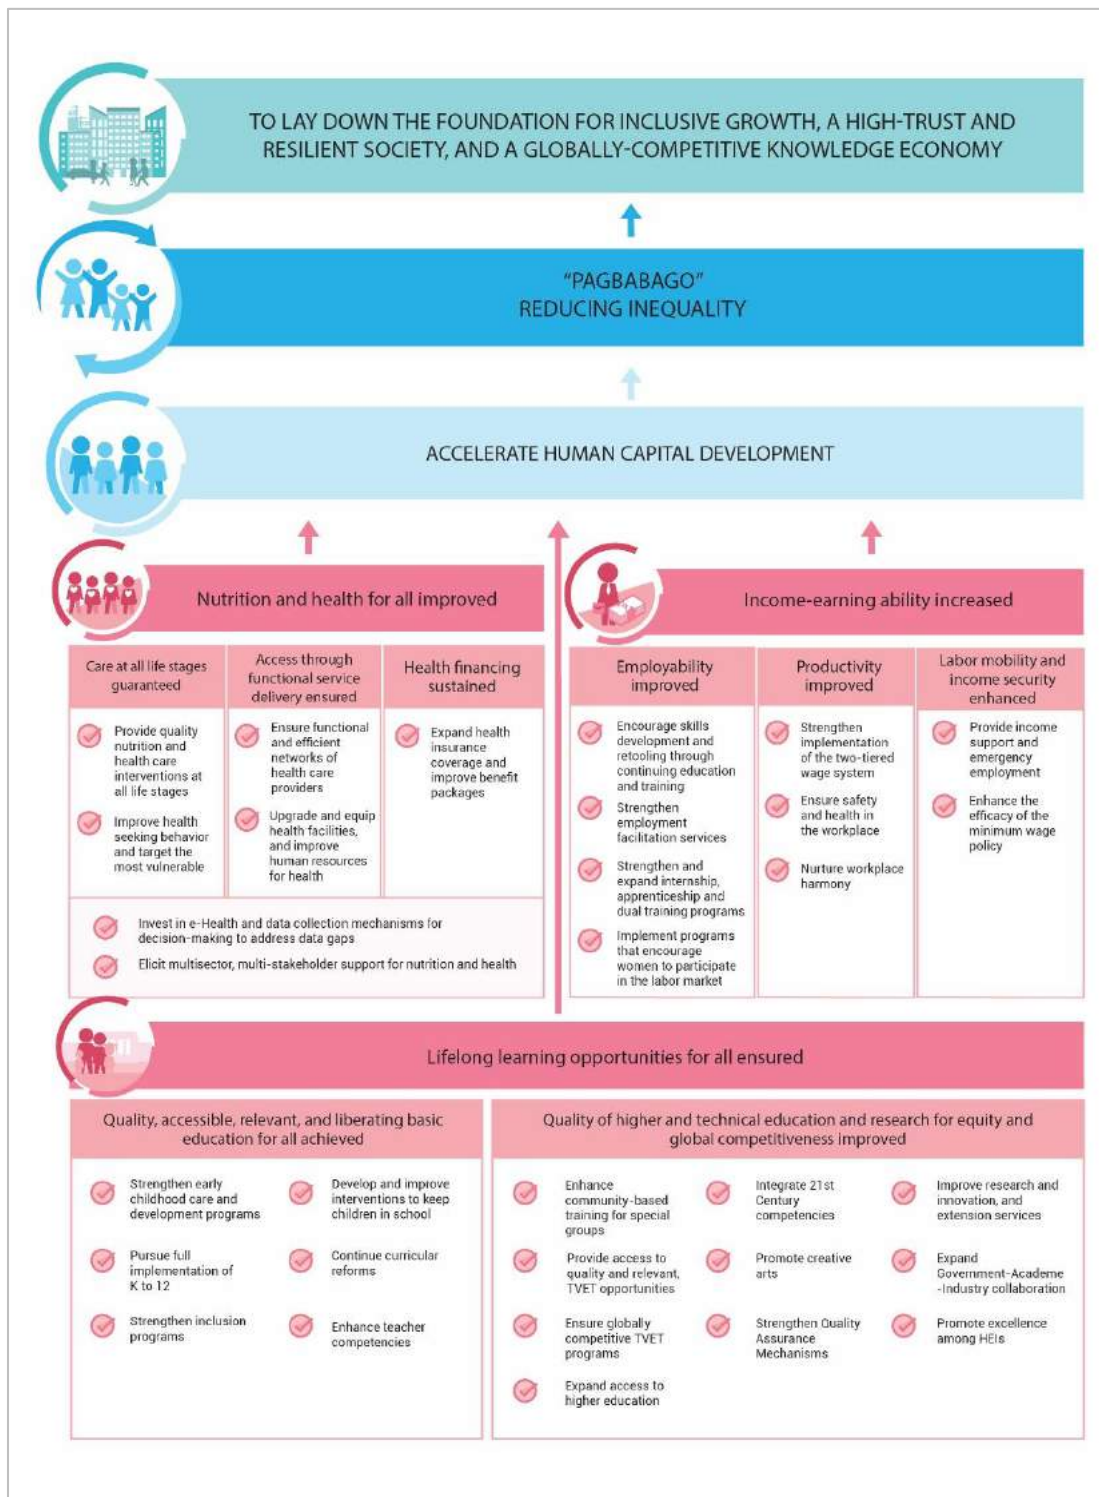 TO LAY DOWN THE FOUNDATION FOR INCLUSIVE GROWTH, A HIGH-TRUST AND
RESILIENT SOCIETY, AND A GLOBALLY-COMPETITIVE KNOWLEDGE ECONOMY
“PAGBABAGO”
REDUCING INEQUALITY
ACCELERATE HUMAN CAPITAL DEVELOPMENT
Nutrition and health for all improved
Care at all life stages
guaranteed
Provide quality
nutrition and
health care
interventions at
all life stages
Improve health
seeking behavior
and target the
most vulnerable
Access through
functional service
delivery ensured
Ensure functional
and efficient
networks of
health care
providers
Upgrade and equip
health facilities,
and improve
human resources
for health
Health financing
sustained
Expand health
insurance
coverage and
improve benefit
packages
Invest in e-Health and data collection mechanisms for
decision-making to address data gaps
Elicit multisector, multi-stakeholder support for nutrition and health
Income-earning ability increased
Employability
improved
Encourage skills
development and
retooling through
continuing education
and training
Strengthen
employment
facilitation services
Strengthen and
expand internship,
apprenticeship and
dual training programs
Implement programs
that encourage
women to participate
in the labor market
Productivity
improved
Strengthen
implementation
of the two-tiered
wage system
Ensure safety
and health in
the workplace
Nurture workplace
harmony
Labor mobility and
income security
enhanced
Provide income
support and
emergency
employment
Enhance the
efficacy of the
minimum wage
policy
Lifelong learning opportunities for all ensured
Quality, accessible, relevant, and liberating basic
education for all achieved
Strengthen early
childhood care and
development programs
Pursue full
implementation of
K to 12
Strengthen inclusion
programs
Develop and improve
interventions to keep
children in school
Continue curricular
reforms
Enhance teacher
competencies
Quality of higher and technical education and research for equity and
global competitiveness improved
Enhance
community-based
training for special
groups
Provide access to
quality and relevant,
TVET opportunities
Ensure globally
competitive TVET
programs
Expand access to
higher education
Integrate 21st
Century
competencies
Promote creative
arts
Strengthen Quality
Assurance
Mechanisms
Improve research and
innovation, and
extension services
Expand
Government-Academe
-Industry collaboration
Promote excellence
among HEIs